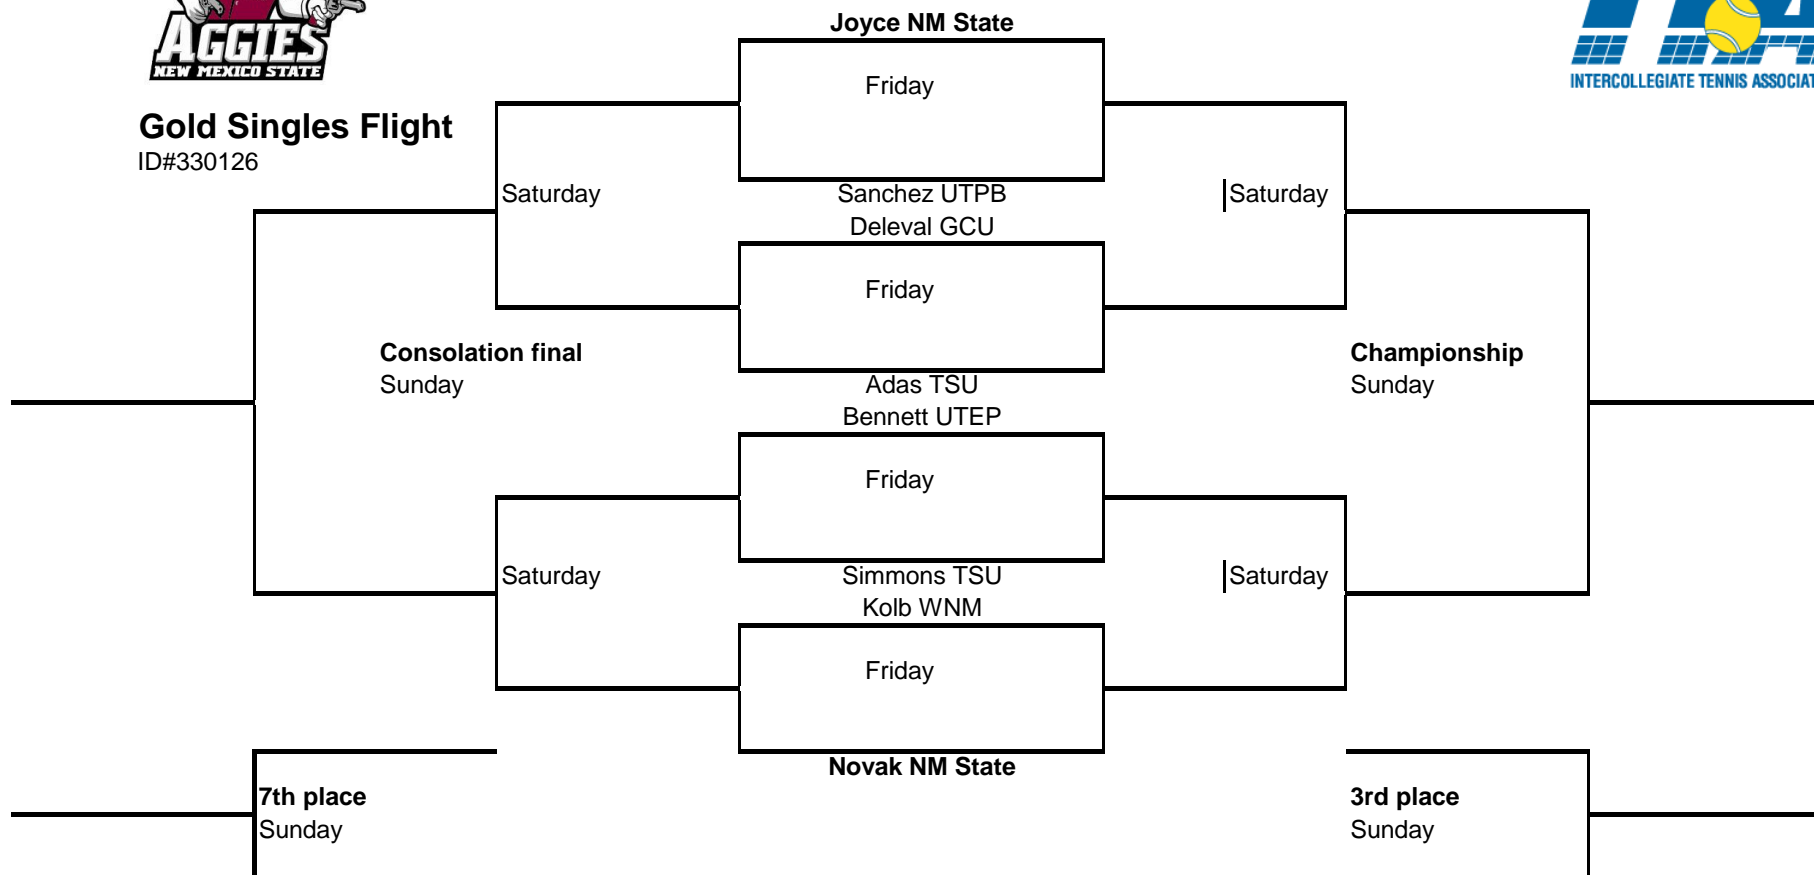 AGGIES
NEW MEXICO STATE
INTERCOLLEGIATE TENNIS
Gold Singles Flight
ID#330126
Joyce NM State
Friday
Saturday
Sanchez UTPB
Saturday
Deleval GCU
Friday
Consolation final
Sunday
Championship
Sunday
Adas TSU
Bennett UTEP
Friday
Saturday
Simmons TSU
Saturday
Kolb WNM
Friday
Novak NM State
7th place
Sunday
3rd place
Sunday